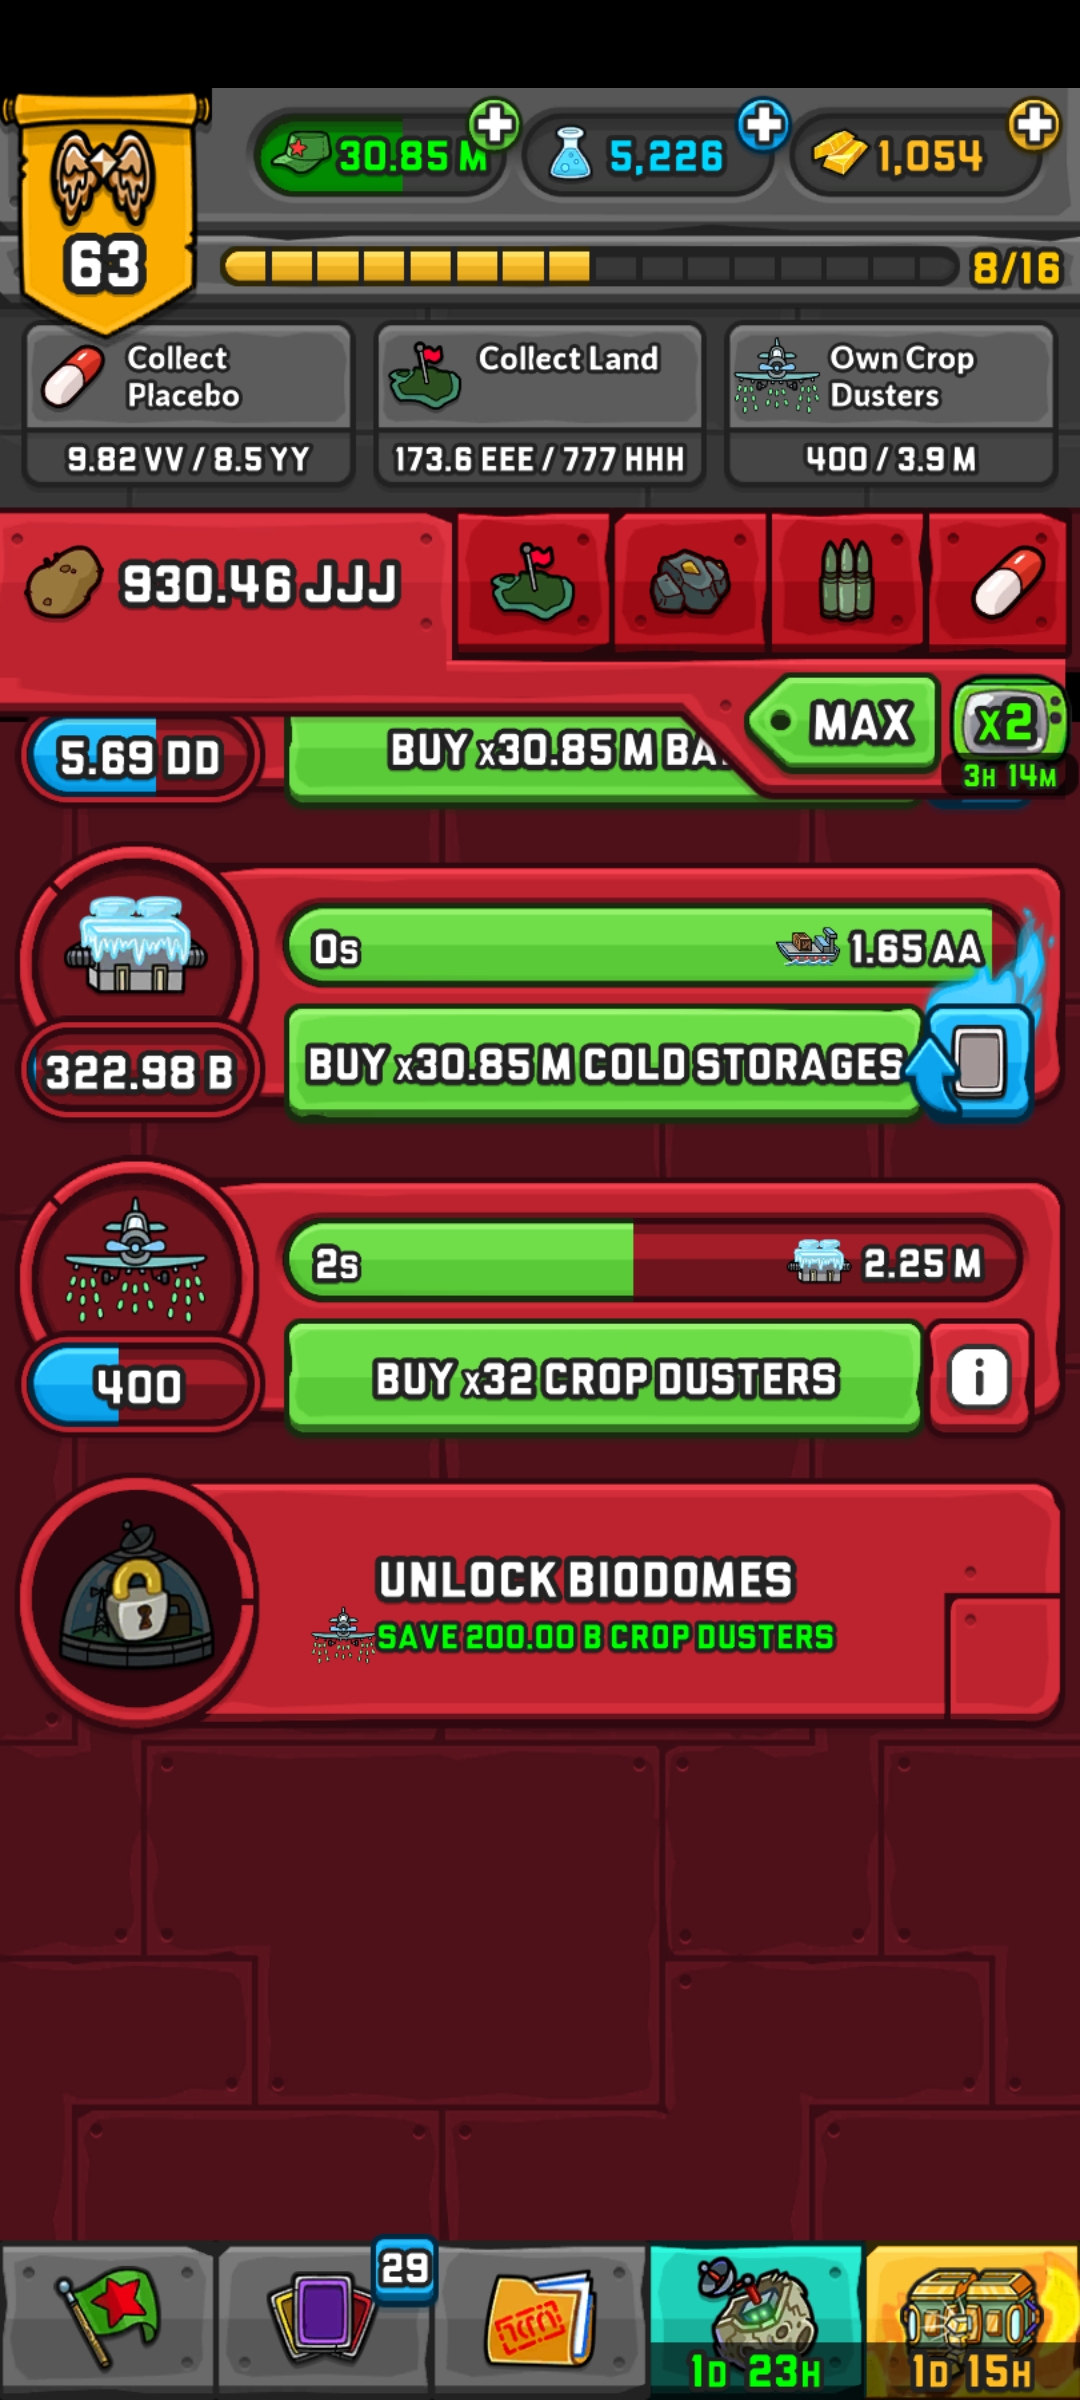 30.85 M
5,226
1,054
63
8/16
Collect
Placebo
9.82 VV / 8.5 YY
Collect Land
173.6 EEE / 777 HHH
Own Crop
Dusters
400 / 3.9 M
930.46 JJJ
MAX
X2
3H 14M
5.69 DD
BUY x30.85 M BA
0s
1.65 AA
322.98 B
BUY x30.85 M COLD STORAGES
2s
2.25 M
400
BUY x32 CROP DUSTERS
i
UNLOCK BIODOMES
SAVE 200.00 B CROP DUSTERS
29
1D 23H
1D 15H